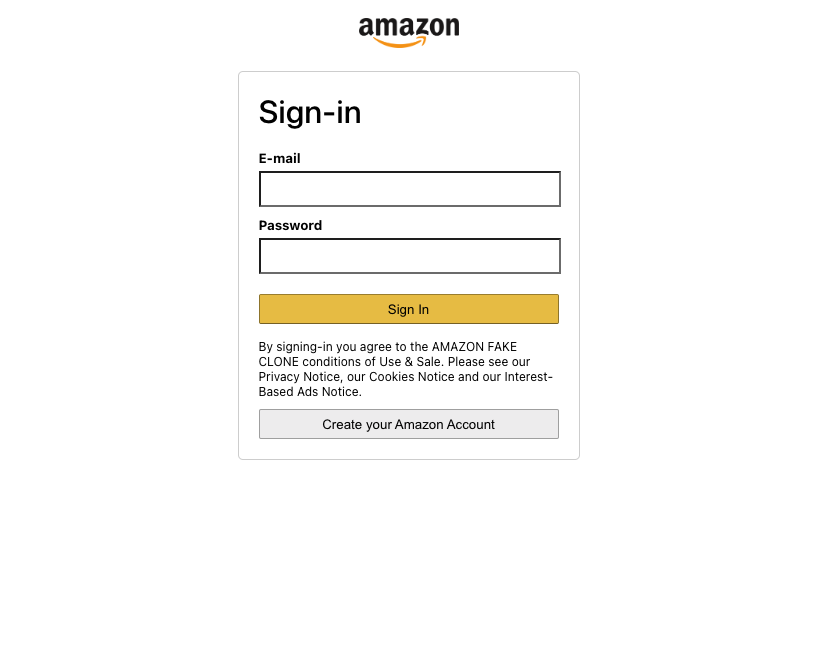 amazon
Sign-in
E-mail
Password
Sign In
By signing-in you agree to the AMAZON FAKE
CLONE conditions of Use & Sale. Please see our
Privacy Notice, our Cookies Notice and our Interest-
Based Ads Notice.
Create your Amazon Account